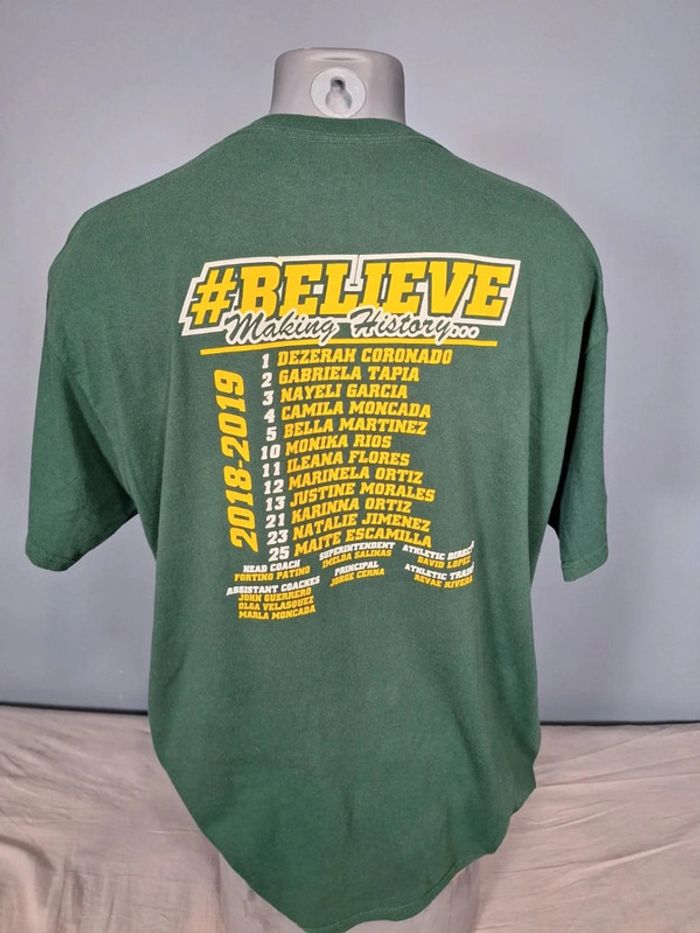 #BELIEVE
Making History...
2018-2019
1 DEZERAH CORONADO
2 GABRIELA TAPIA
3 NAYELI GARCIA
4 CAMILA MONCADA
5 BELLA MARTINEZ
10 MONIKA RIOS
11 ILEANA FLORES
12 MARINELA ORTIZ
13 JUSTINE MORALES
21 KARINNA ORTIZ
23 NATALIE JIMENEZ
25 MAITE ESCAMILLA
HEAD COACH
FORTINO PATINO
ASSISTANT COACHES
JOHN GUERRERO
OLGA VELASQUEZ
MARLA MONCADA
SUPERINTENDENT
IMELDA SALINAS
PRINCIPAL
JORGE CERNA
ATHLETIC
DAVID LOPEZ
ATHLETIC
REVAE RIVERA